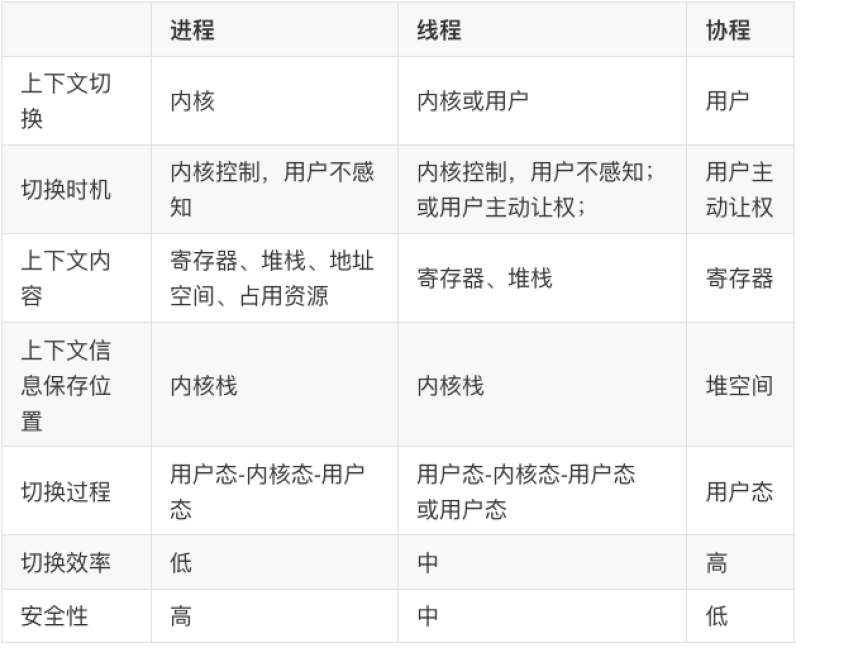 进程 线程 协程
上下文切
换
内核 内核或用户 用户
切换时机
内核控制，用户不感
知
内核控制，用户不感知；
或用户主动让权；
用户主
动让权
上下文内
容
寄存器、堆栈、地址
空间、占用资源
寄存器、堆栈
寄存器
上下文信
息保存位
置
内核栈 内核栈 堆空间
切换过程
用户态-内核态-用户
态
用户态-内核态-用户态
或用户态
用户态
切换效率 低 中 高
安全性 高 中 低